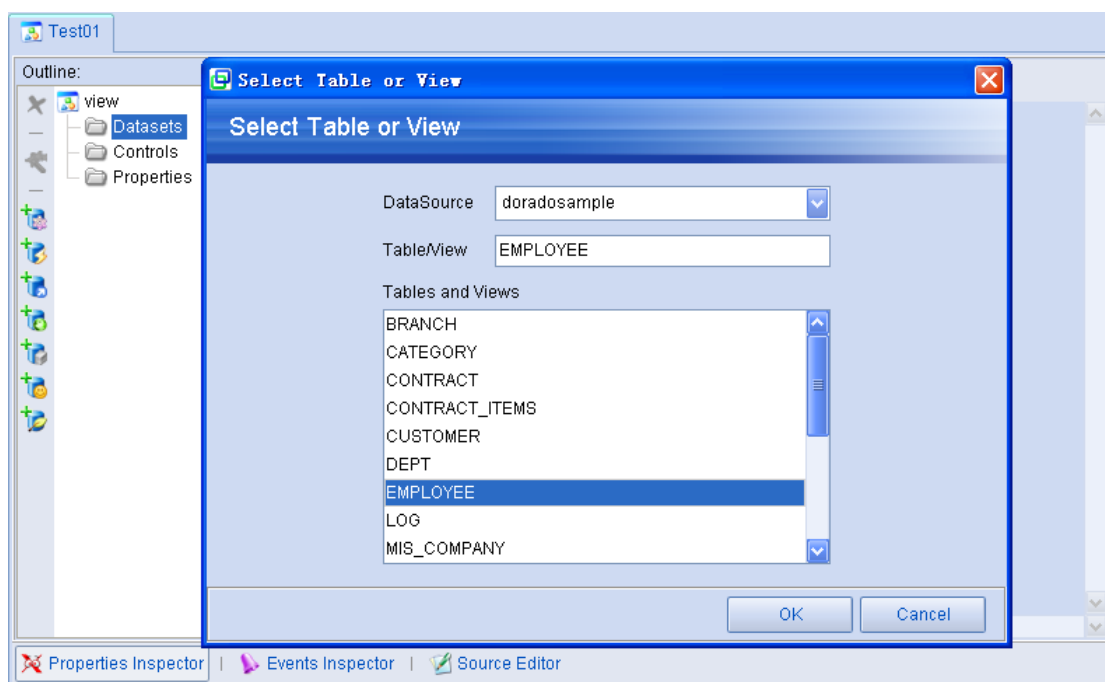 Test01
Outline:
view
Datasets
Controls
Properties
Select Table or View
Select Table or View
DataSource doradosample
Table/View EMPLOYEE
Tables and Views
BRANCH
CATEGORY
CONTRACT
CONTRACT_ITEMS
CUSTOMER
DEPT
EMPLOYEE
LOG
MIS_COMPANY
OK Cancel
Properties Inspector | Events Inspector | Source Editor